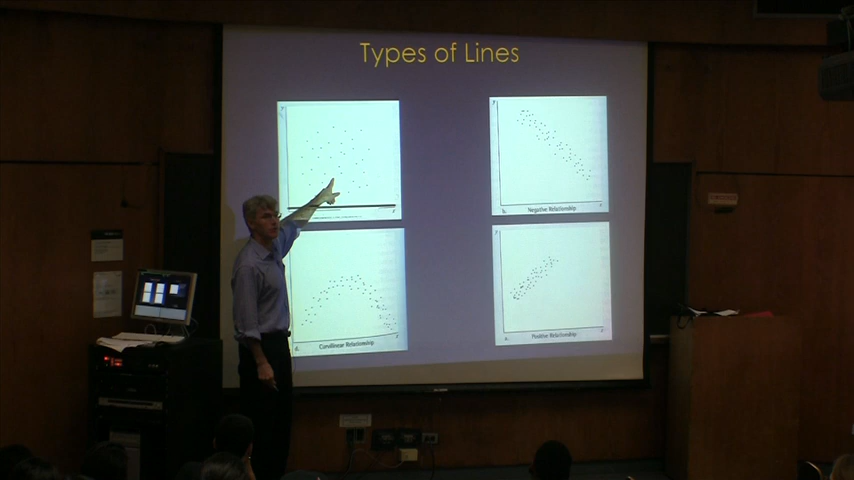 Types of Lines
b. Negative Relationship
d. Curvilinear Relationship
a. Positive Relationship